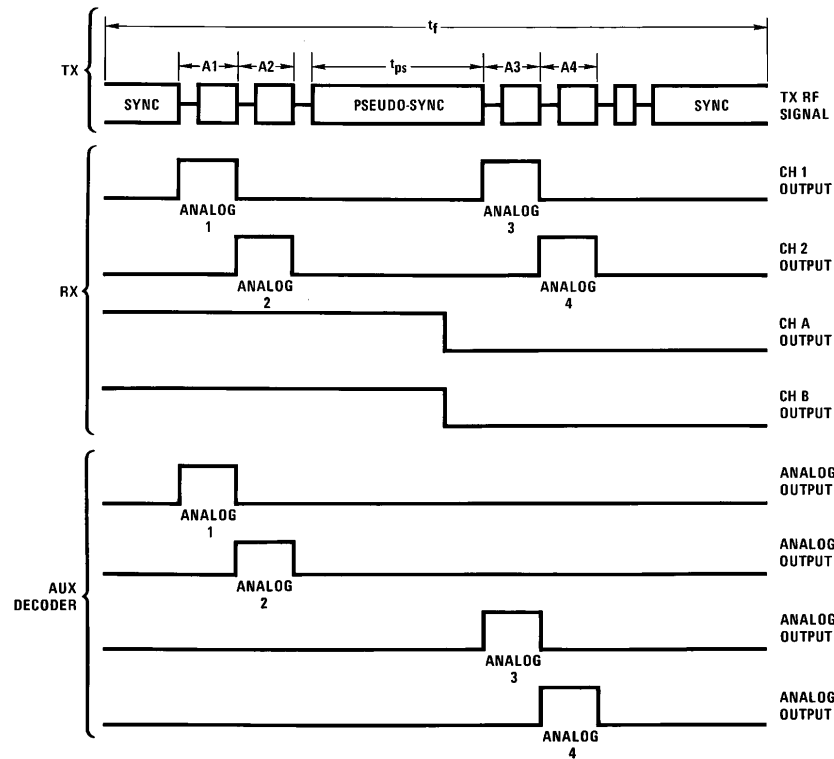 tf
A1 A2 tps A3 A4
TX
SYNC PSEUDO-SYNC SYNC
TX RF
SIGNAL
CH 1
OUTPUT
ANALOG
1
ANALOG
3
CH 2
OUTPUT
ANALOG
2
ANALOG
4
RX
CH A
OUTPUT
CH B
OUTPUT
ANALOG
OUTPUT
ANALOG
1
ANALOG
OUTPUT
ANALOG
2
AUX
DECODER
ANALOG
OUTPUT
ANALOG
3
ANALOG
OUTPUT
ANALOG
4